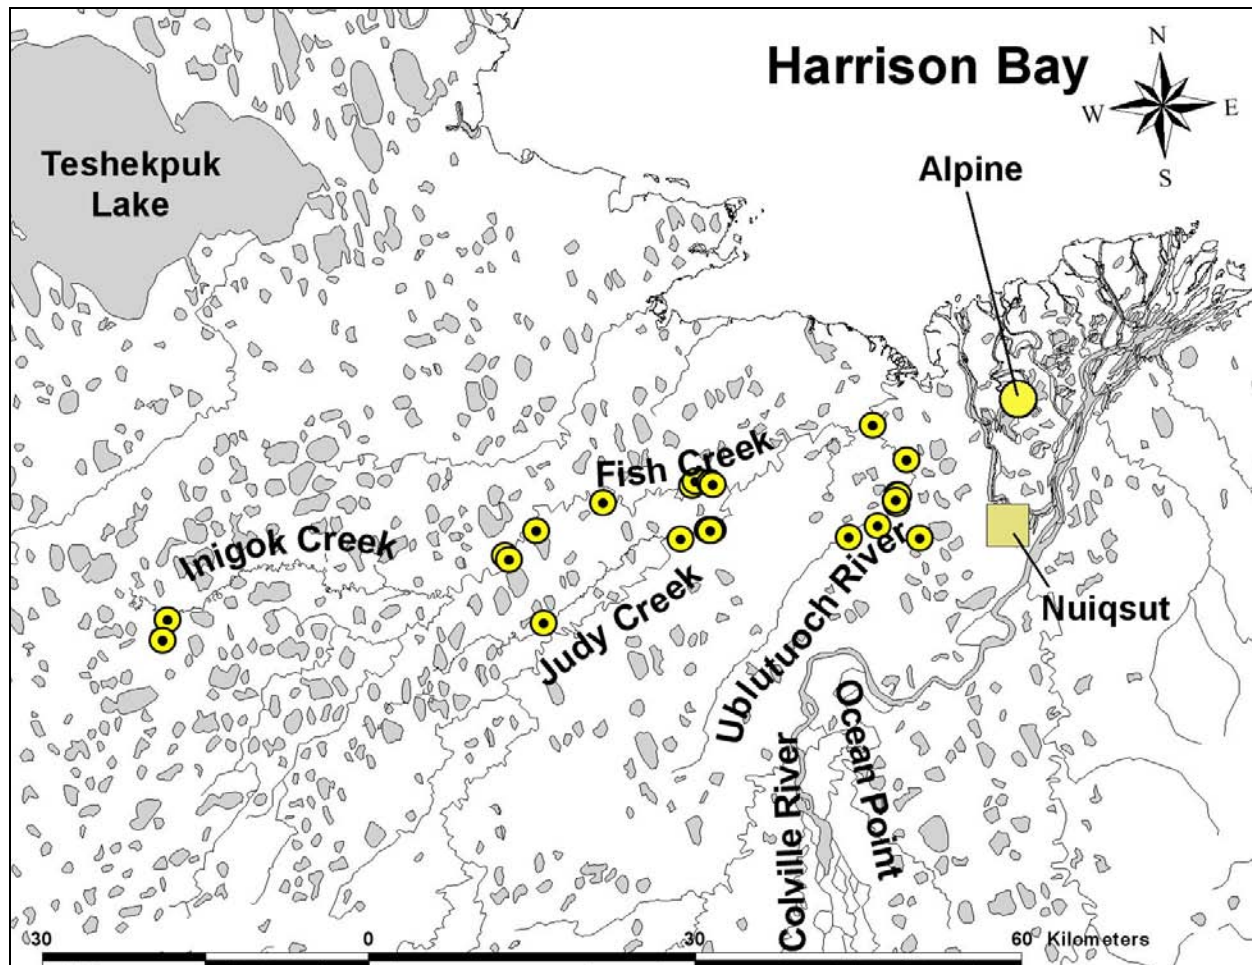 Harrison Bay
N
W
E
S
Teshekpuk
Lake
Alpine
Fish Creek
Inigok Creek
Judy Creek
Ublutuoch River
Nuiqsut
Ocean Point
Colville River
30
0
30
60 Kilometers